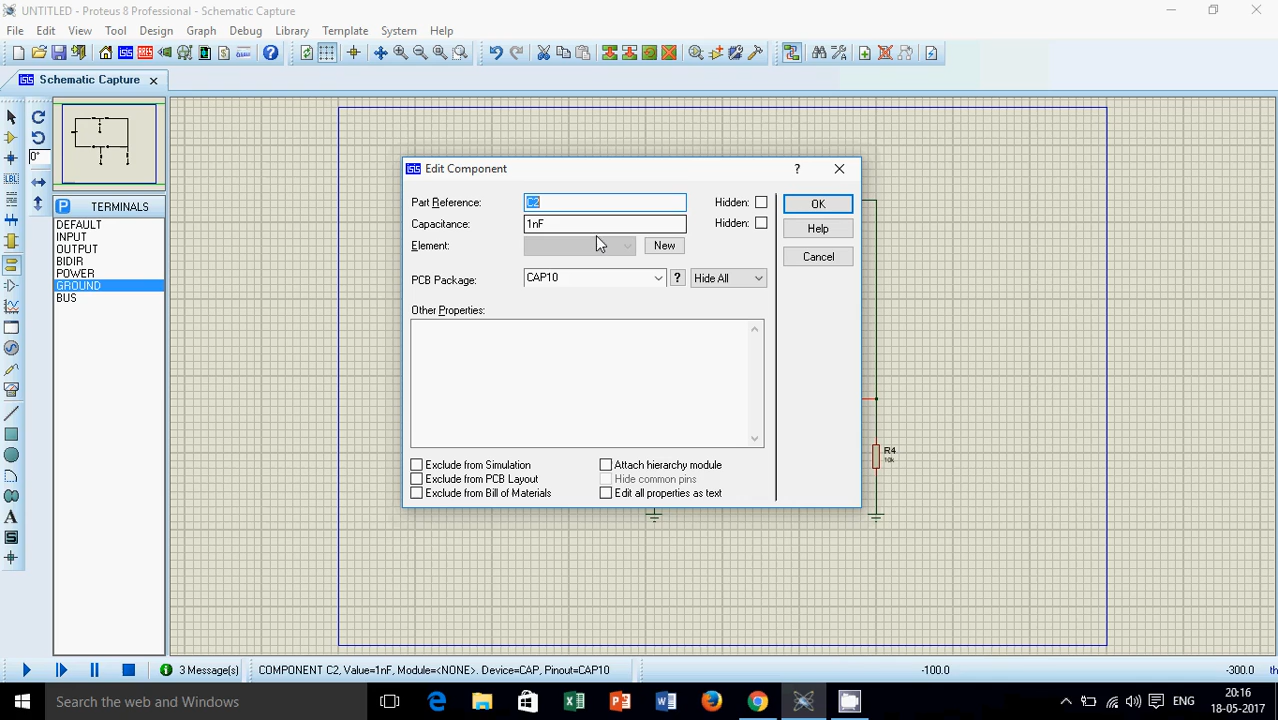 UNTITLED - Proteus 8 Professional - Schematic Capture
File Edit View Tool Design Graph Debug Library Template System Help
Schematic Capture
0°
LBL
P TERMINALS
DEFAULT
INPUT
OUTPUT
BIDIR
POWER
GROUND
BUS
A
S
Edit Component
Part Reference: C2 Hidden: OK
Capacitance: 1nF Hidden: Help
Element: New Cancel
PCB Package: CAP10 ? Hide All
Other Properties:
Exclude from Simulation Attach hierarchy module
Exclude from PCB Layout Hide common pins
Exclude from Bill of Materials Edit all properties as text
R4
10k
3 Message(s) COMPONENT C2, Value=1nF, Module=<NONE>. Device=CAP, Pinout=CAP10 -100.0 -300.0 th
Search the web and Windows ENG 20:16
18-05-2017